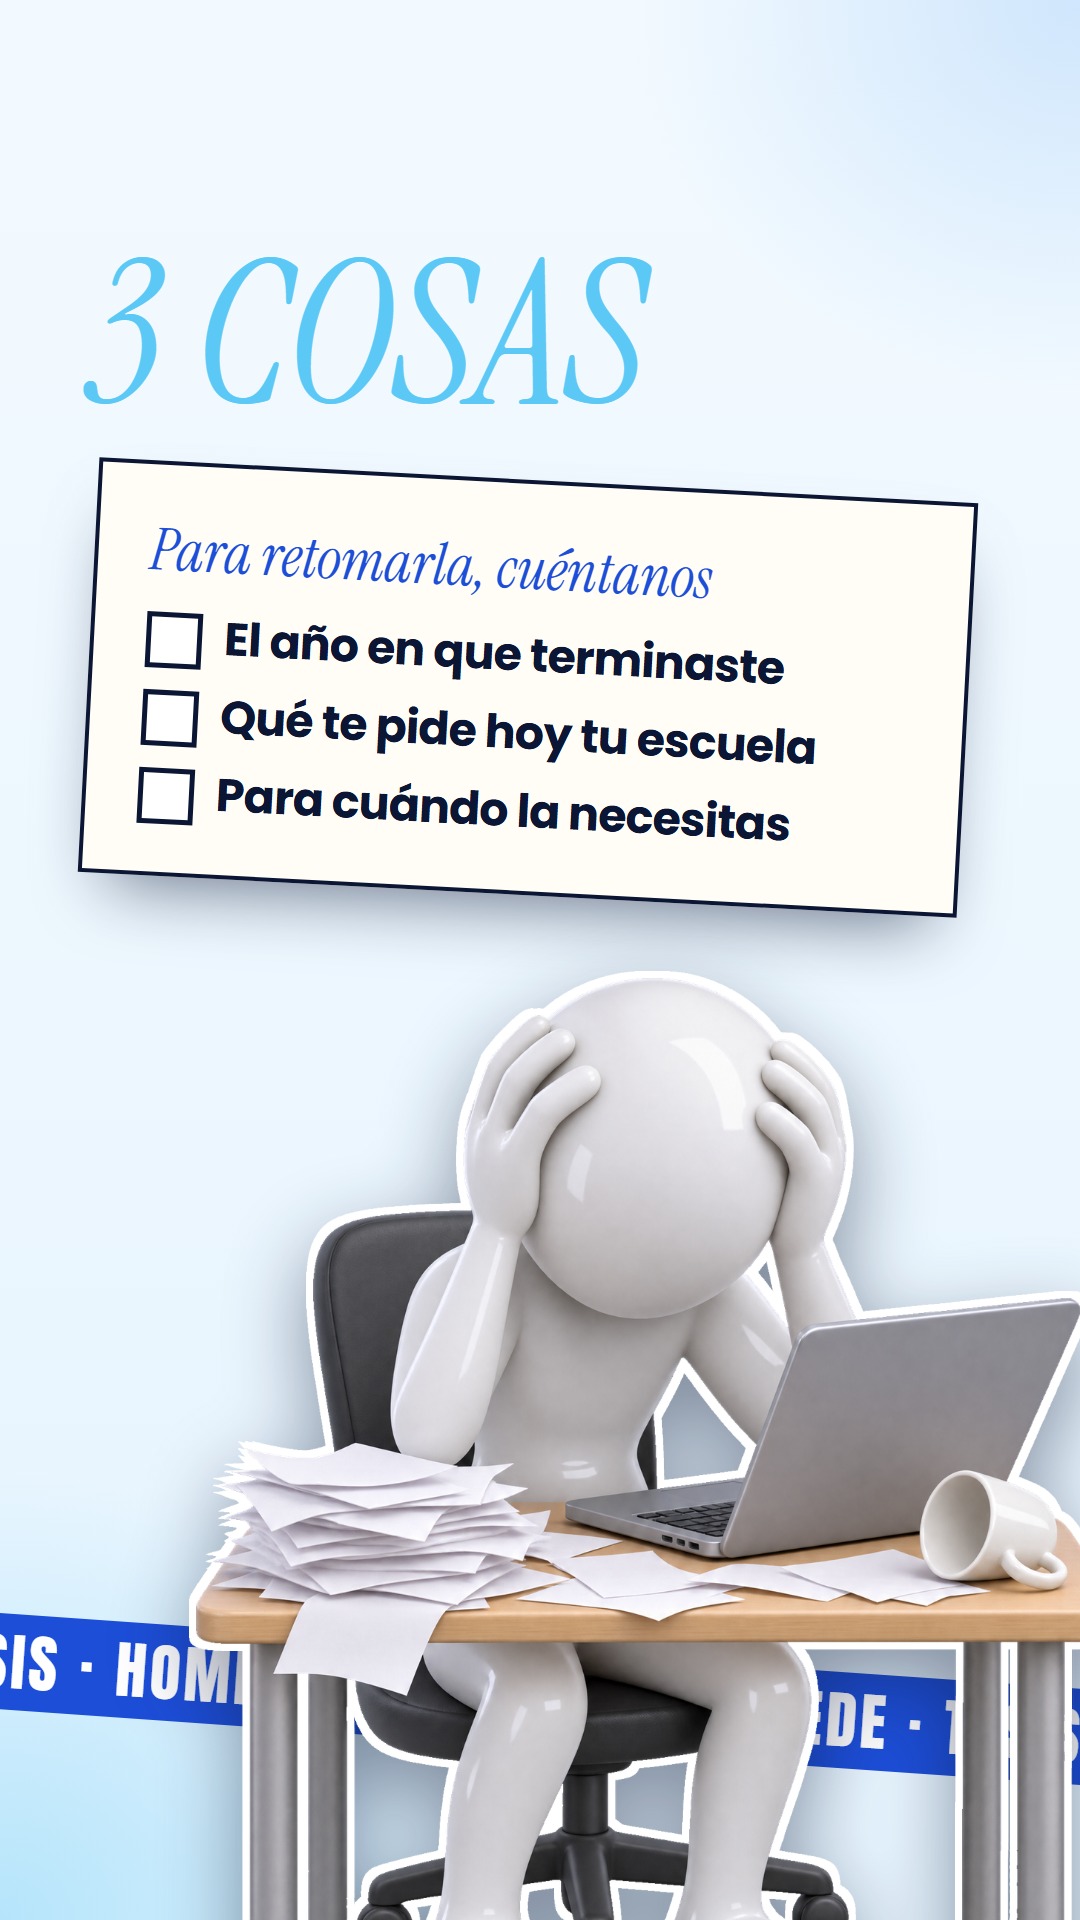 3 COSAS
Para retomarla, cuéntanos
El año en que terminaste
Qué te pide hoy tu escuela
Para cuándo la necesitas